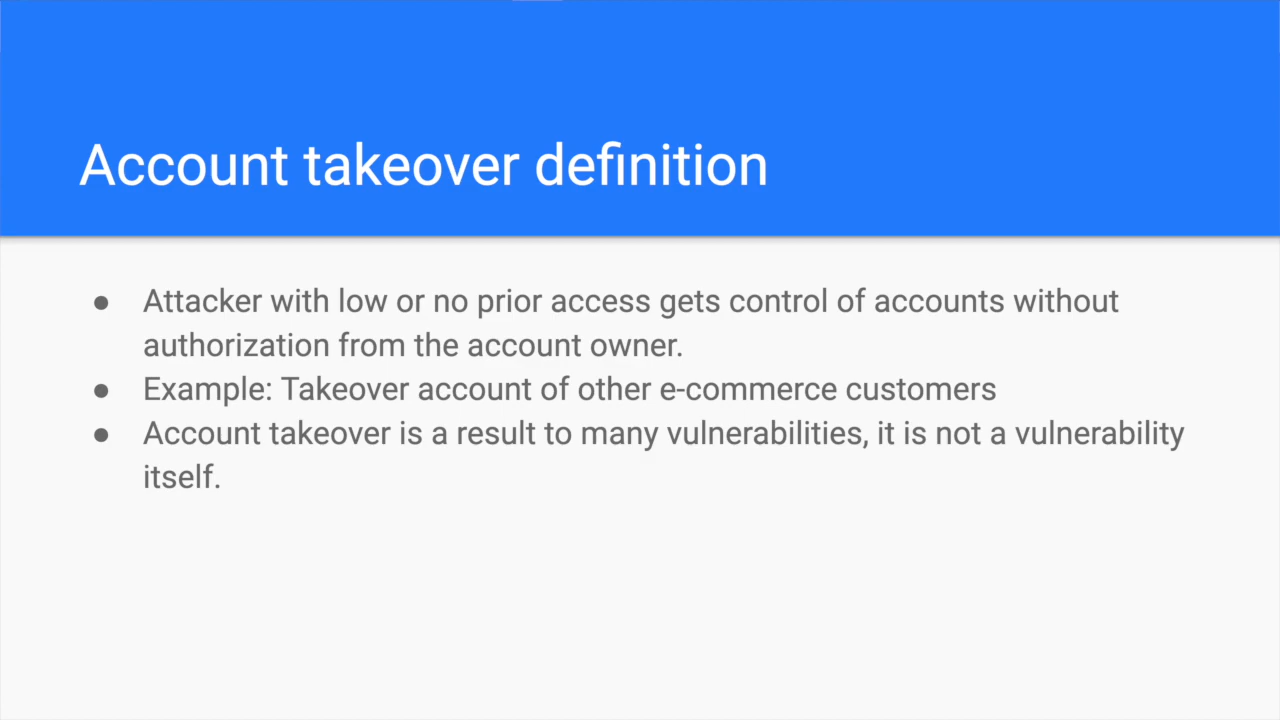 Account takeover definition
● Attacker with low or no prior access gets control of accounts without
authorization from the account owner.
● Example: Takeover account of other e-commerce customers
● Account takeover is a result to many vulnerabilities, it is not a vulnerability
itself.